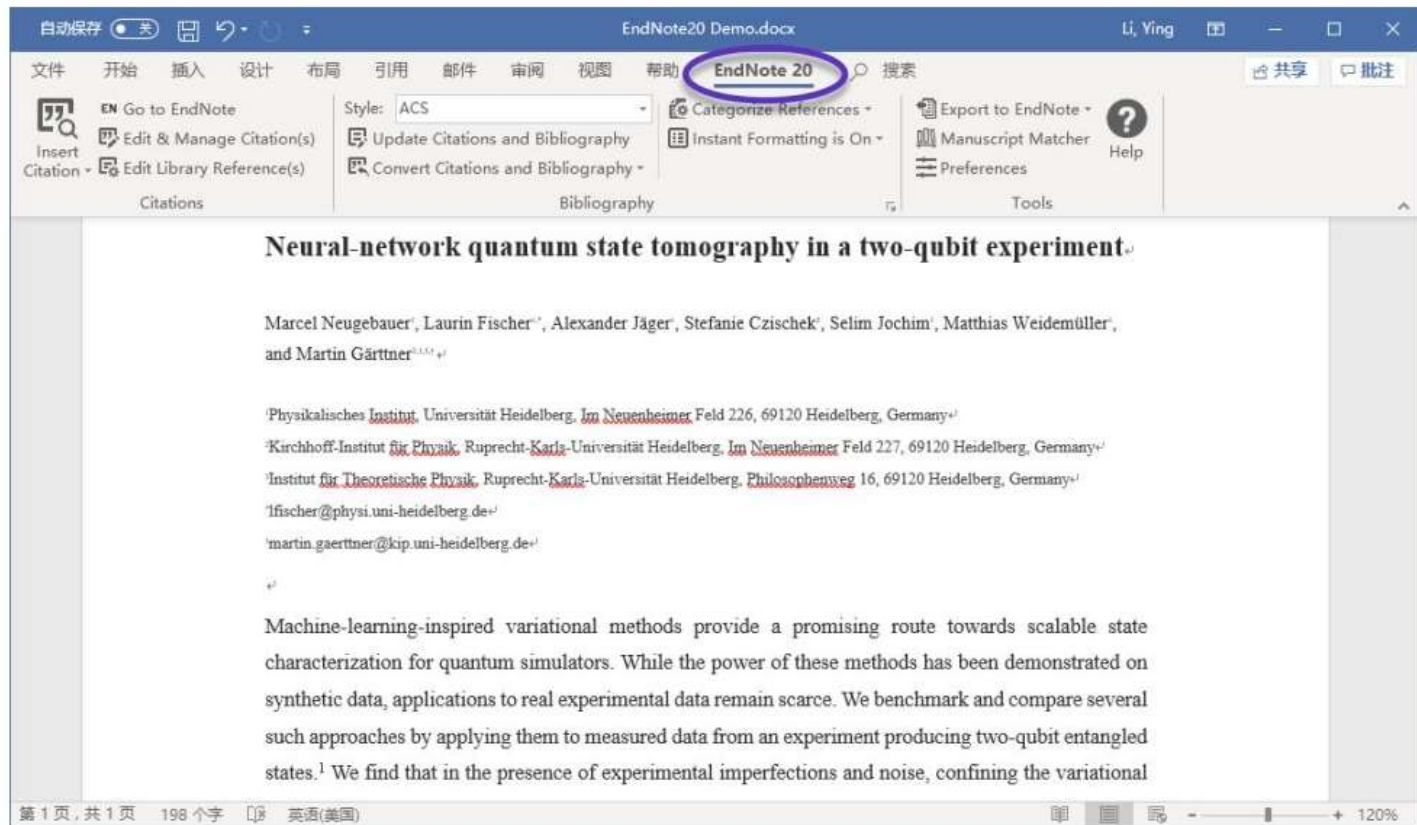 自动保存 关 EndNote20 Demo.docx Li, Ying
文件 开始 插入 设计 布局 引用 邮件 审阅 视图 帮助 EndNote 20 搜索 共享 批注
Insert Citation
EN Go to EndNote
Edit & Manage Citation(s)
Edit Library Reference(s)
Citations
Style: ACS
Update Citations and Bibliography
Convert Citations and Bibliography
Categorize References
Instant Formatting is On
Bibliography
Export to EndNote
Manuscript Matcher
Preferences
Help
Tools
Neural-network quantum state tomography in a two-qubit experiment
Marcel Neugebauer, Laurin Fischer, Alexander Jäger, Stefanie Czischek, Selim Jochim, Matthias Weidemüller,
and Martin Gärttner
¹Physikalisches Institut, Universität Heidelberg, Im Neuenheimer Feld 226, 69120 Heidelberg, Germany
²Kirchhoff-Institut für Physik, Ruprecht-Karls-Universität Heidelberg, Im Neuenheimer Feld 227, 69120 Heidelberg, Germany
³Institut für Theoretische Physik, Ruprecht-Karls-Universität Heidelberg, Philosophenweg 16, 69120 Heidelberg, Germany
*lfischer@physi.uni-heidelberg.de
martin.gaerttner@kip.uni-heidelberg.de
Machine-learning-inspired variational methods provide a promising route towards scalable state
characterization for quantum simulators. While the power of these methods has been demonstrated on
synthetic data, applications to real experimental data remain scarce. We benchmark and compare several
such approaches by applying them to measured data from an experiment producing two-qubit entangled
states.¹ We find that in the presence of experimental imperfections and noise, confining the variational
第1页，共1页 198个字 英语(美国) 120%